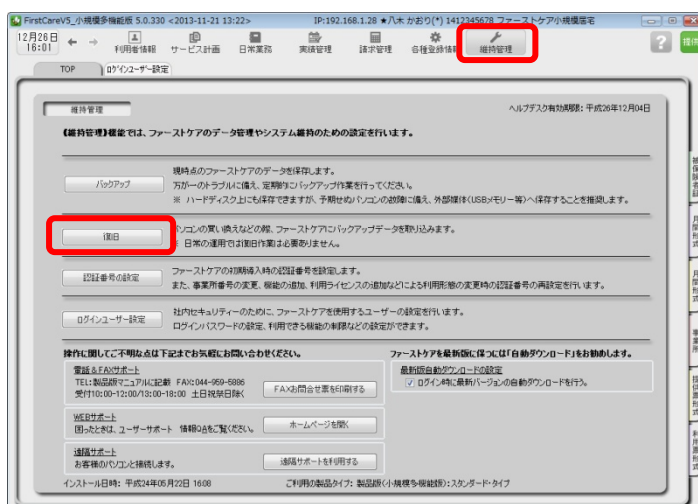 FirstCareV5_小規模多機能版 5.0.330 <2013-11-21 13:22> IP:192.168.1.28 ★八木 かおり(*) 1412345678 ファーストケア小規模居宅
12月26日
16:01
利用者情報 サービス計画 日常業務 実績管理 請求管理 各種登録情報 維持管理
TOP ログインユーザー設定
維持管理 ヘルプデスク有効期限: 平成26年12月04日
【維持管理】機能では、ファーストケアのデータ管理やシステム維持のための設定を行います。
バックアップ
現時点のファーストケアのデータを保存します。
万が一のトラブルに備え、定期的にバックアップ作業を行ってください。
※ ハードディスク上にも保存できますが、予期せぬパソコンの故障に備え、外部媒体(USBメモリー等)へ保存することを推奨します。
復旧
パソコンの買い換えなどの際、ファーストケアにバックアップデータを取り込みます。
※ 日常の運用では復旧作業は必要ありません。
認証番号の設定
ファーストケアの初期導入時の認証番号を設定します。
また、事業所番号の変更、機能の追加、利用ライセンスの追加などによる利用形態の変更時の認証番号の再設定を行います。
ログインユーザー設定
社内セキュリティーのために、ファーストケアを使用するユーザーの設定を行います。
ログインパスワードの設定、利用できる機能の制限などの設定ができます。
操作に関してご不明な点は下記までお気軽にお問い合わせください。
電話&FAXサポート
TEL:製品版マニュアルに記載 FAX:044-959-5886
受付10:00-12:00/13:00-18:00 土日祝祭日除く
FAXお問合せ票を印刷する
WEBサポート
困ったときは、ユーザーサポート 情報QAをご覧ください。
ホームページを開く
遠隔サポート
お客様のパソコンと接続します。
遠隔サポートを利用する
ファーストケアを最新版に保つには「自動ダウンロード」をお勧めします。
最新版自動ダウンロードの設定
ログイン時に最新バージョンの自動ダウンロードを行う。
インストール日時: 平成24年05月22日 16:08 ご利用の製品タイプ: 製品版(小規模多機能版):スタンダード・タイプ
被保険者証
月間形式
月間形式
事業所
提供票形式
利用票形式